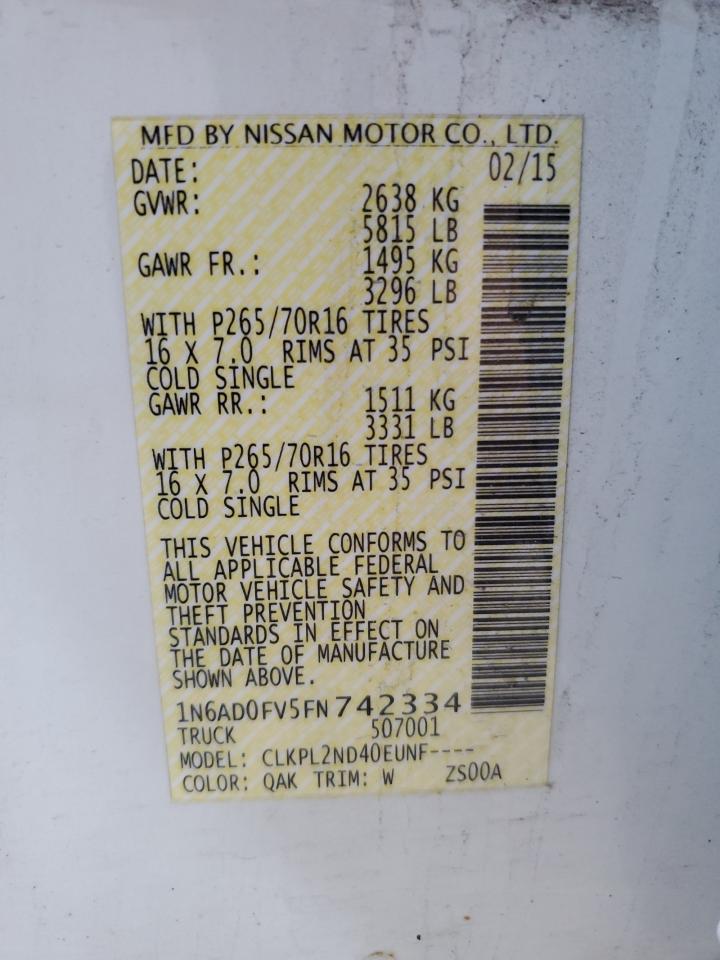 MFD BY NISSAN MOTOR CO., LTD.
DATE: 02/15
GVWR: 2638 KG
5815 LB
GAWR FR.: 1495 KG
3296 LB
WITH P265/70R16 TIRES
16 X 7.0 RIMS AT 35 PSI
COLD SINGLE
GAWR RR.: 1511 KG
3331 LB
WITH P265/70R16 TIRES
16 X 7.0 RIMS AT 35 PSI
COLD SINGLE
THIS VEHICLE CONFORMS TO
ALL APPLICABLE FEDERAL
MOTOR VEHICLE SAFETY AND
THEFT PREVENTION
STANDARDS IN EFFECT ON
THE DATE OF MANUFACTURE
SHOWN ABOVE.
1N6AD0FV5FN742334
TRUCK 507001
MODEL: CLKPL2ND40EUNF----
COLOR: QAK TRIM: W ZS00A